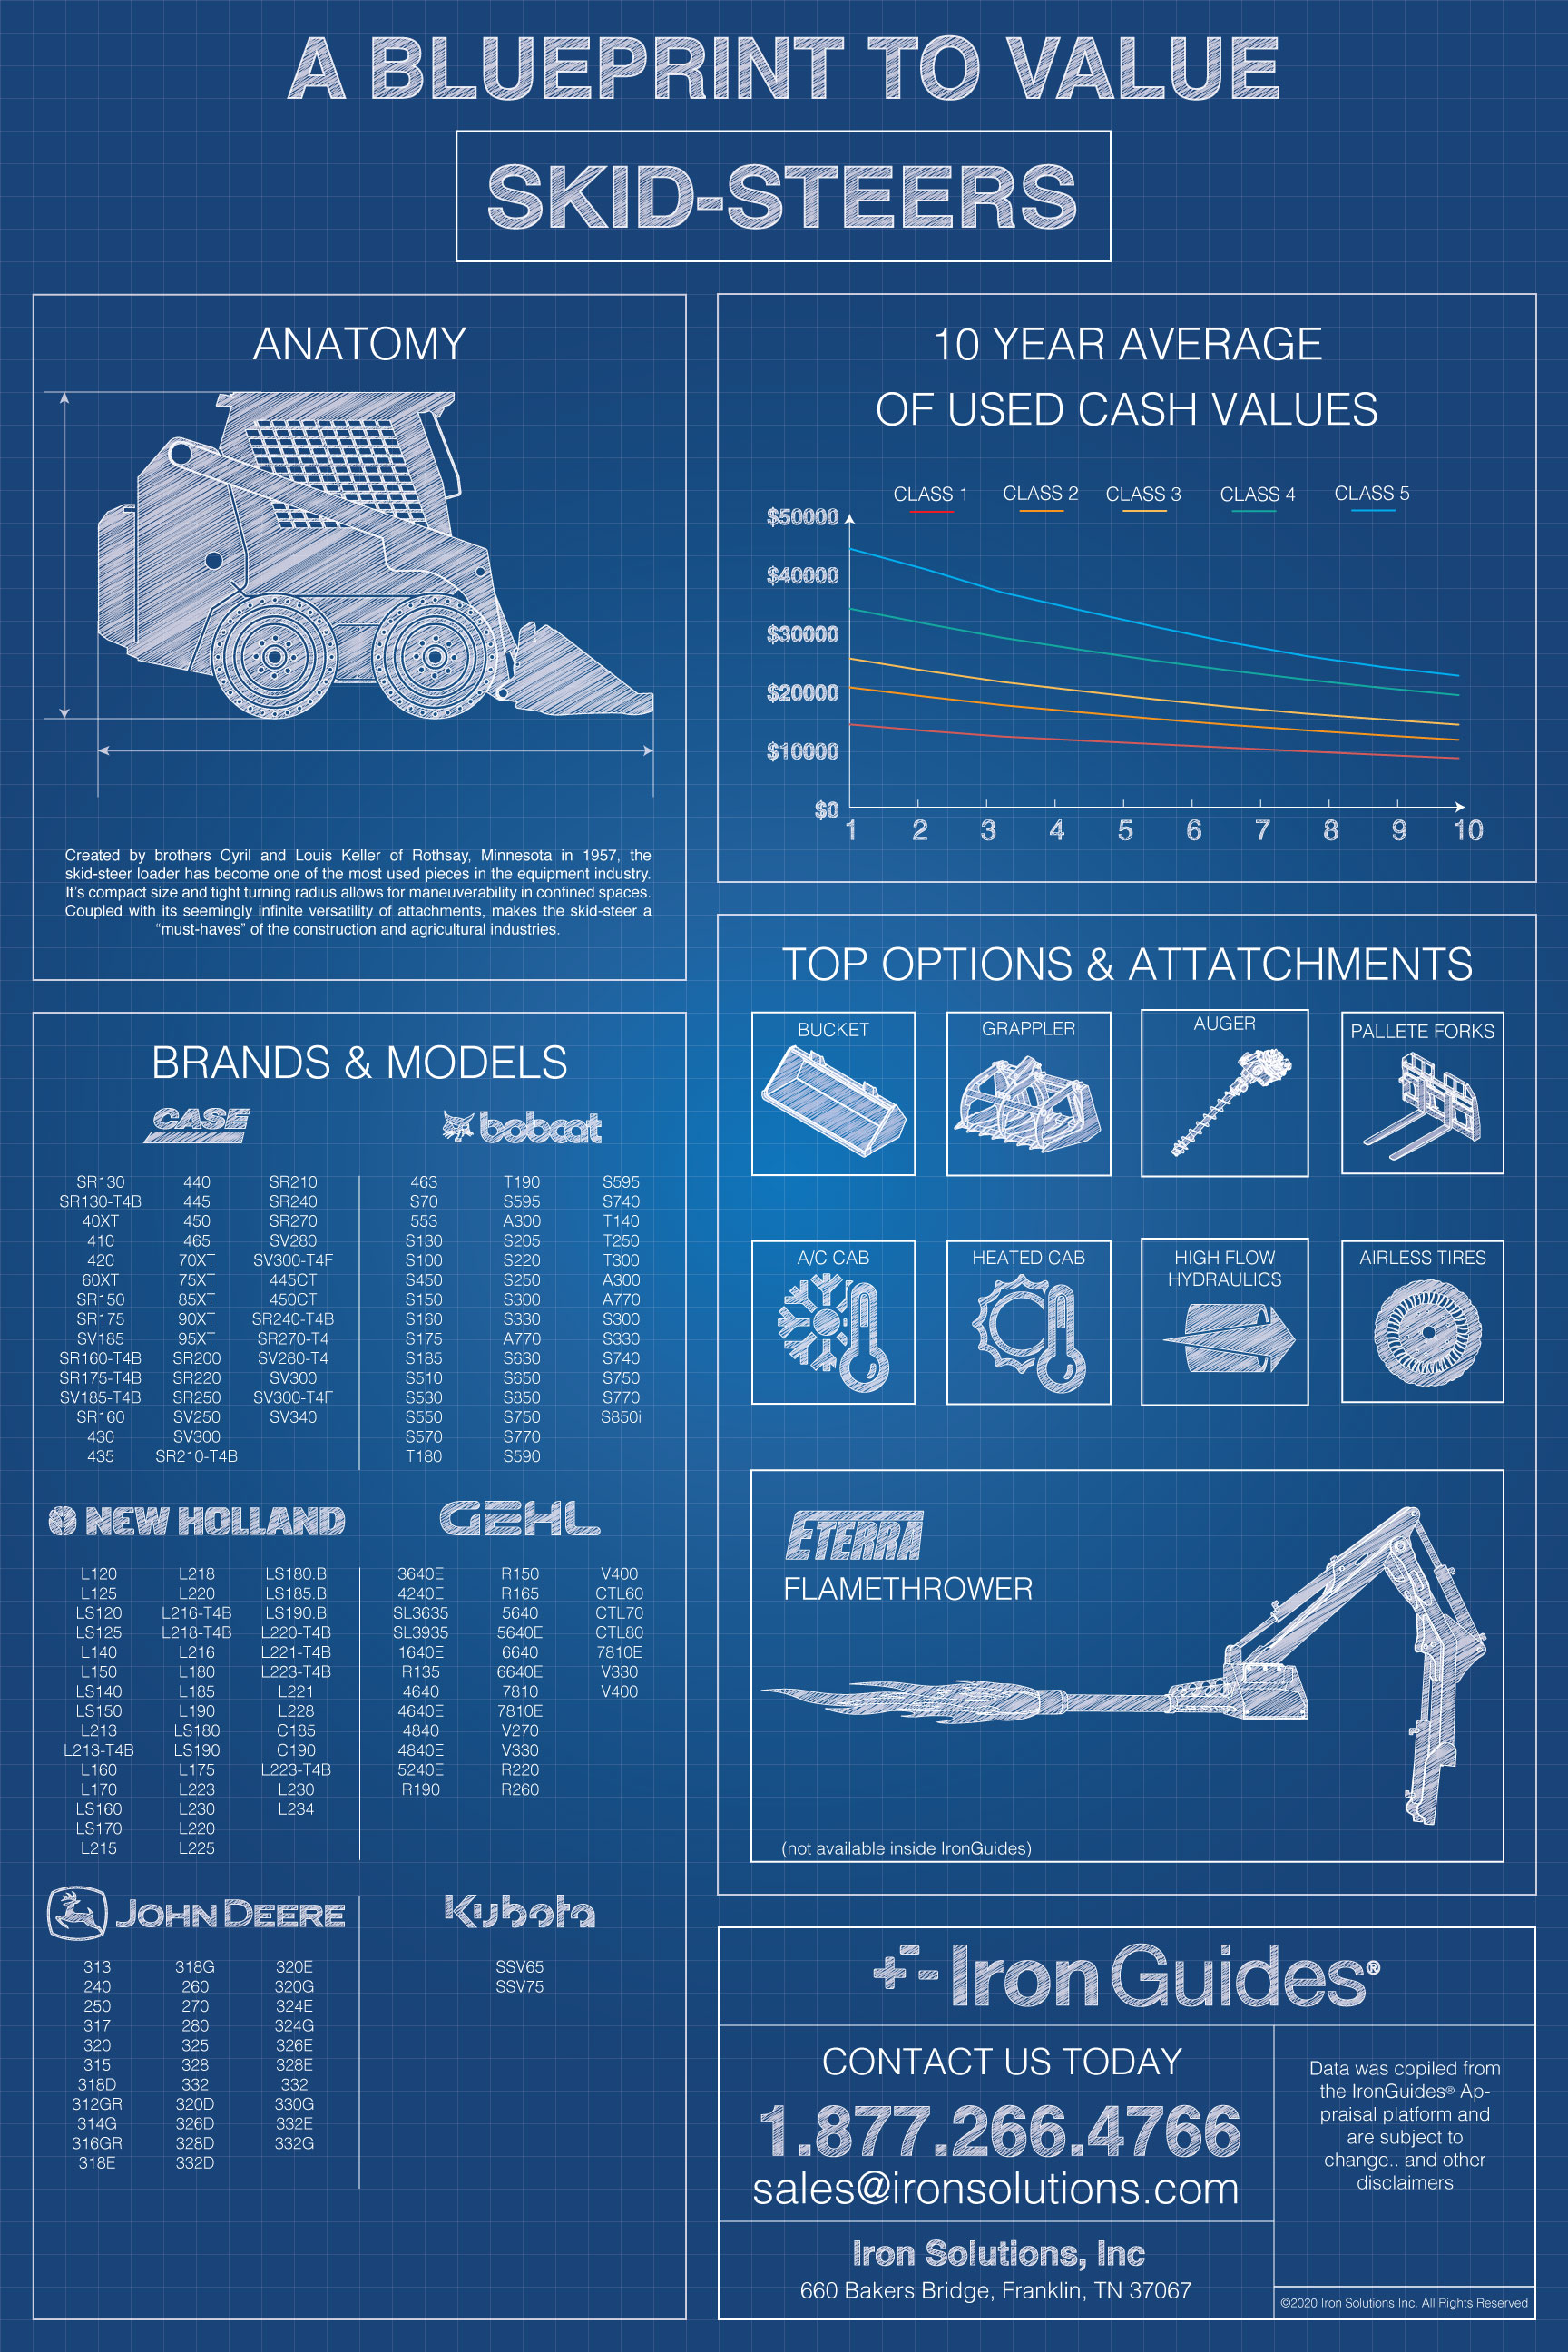 A BLUEPRINT TO VALUE
SKID-STEERS
ANATOMY
Created by brothers Cyril and Louis Keller of Rothsay, Minnesota in 1957, the
skid-steer loader has become one of the most used pieces in the equipment industry.
It's compact size and tight turning radius allows for maneuverability in confined spaces.
Coupled with its seemingly infinite versatility of attachments, makes the skid-steer a
“must-haves” of the construction and agricultural industries.
10 YEAR AVERAGE
OF USED CASH VALUES
CLASS 1 CLASS 2 CLASS 3 CLASS 4 CLASS 5
$50000
$40000
$30000
$20000
$10000
$0
1 2 3 4 5 6 7 8 9 10
BRANDS & MODELS
CASE
SR130 440 SR210
SR130-T4B 445 SR240
40XT 450 SR270
410 465 SV280
420 70XT SV300-T4F
60XT 75XT 445CT
SR150 85XT 450CT
SR175 90XT SR240-T4B
SV185 95XT SR270-T4
SR160-T4B SR200 SV280-T4
SR175-T4B SR220 SV300
SV185-T4B SR250 SV300-T4F
SR160 SV250 SV340
430 SV300
435 SR210-T4B
bobcat
463 T190 S595
S70 S595 S740
553 A300 T140
S130 S205 T250
S100 S220 T300
S450 S250 A300
S150 S300 A770
S160 S330 S300
S175 A770 S330
S185 S630 S740
S510 S650 S750
S530 S850 S770
S550 S750 S850i
S570 S770
T180 S590
NEW HOLLAND
L120 L218 LS180.B
L125 L220 LS185.B
LS120 L216-T4B LS190.B
LS125 L218-T4B L220-T4B
L140 L216 L221-T4B
L150 L180 L223-T4B
LS140 L185 L221
LS150 L190 L228
L213 LS180 C185
L213-T4B LS190 C190
L160 L175 L223-T4B
L170 L223 L230
LS160 L230 L234
LS170 L220
L215 L225
GEHL
3640E R150 V400
4240E R165 CTL60
SL3635 5640 CTL70
SL3935 5640E CTL80
1640E 6640 7810E
R135 6640E V330
4640 7810 V400
4640E 7810E
4840 V270
4840E V330
5240E R220
R190 R260
JOHN DEERE
313 318G 320E
240 260 320G
250 270 324E
317 280 324G
320 325 326E
315 328 328E
318D 332 332
312GR 320D 330G
314G 326D 332E
316GR 328D 332G
318E 332D
Kubota
SSV65
SSV75
TOP OPTIONS & ATTATCHMENTS
BUCKET
GRAPPLER
AUGER
PALLETE FORKS
A/C CAB
HEATED CAB
HIGH FLOW
HYDRAULICS
AIRLESS TIRES
ETERRA
FLAMETHROWER
(not available inside IronGuides)
IronGuides®
CONTACT US TODAY
1.877.266.4766
sales@ironsolutions.com
Iron Solutions, Inc
660 Bakers Bridge, Franklin, TN 37067
Data was copiled from
the IronGuides® Ap-
praisal platform and
are subject to
change.. and other
disclaimers
©2020 Iron Solutions Inc. All Rights Reserved